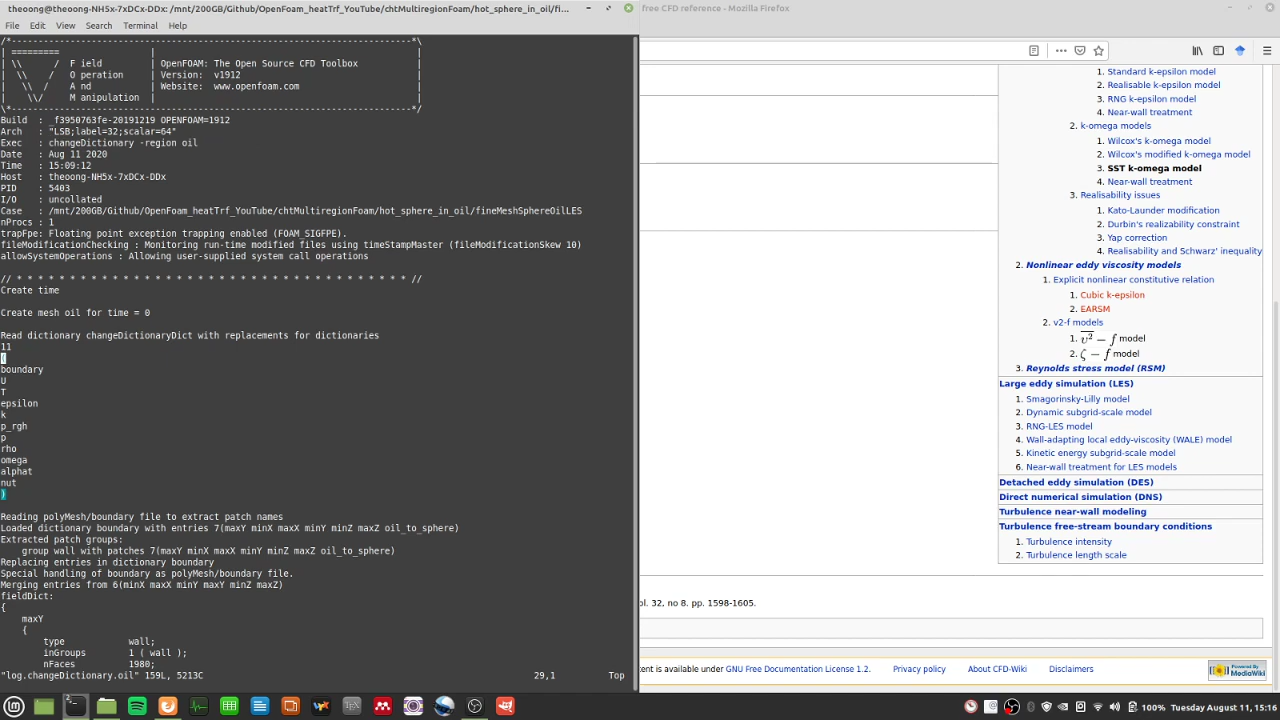 theoong@theoong-NH5x-7xDCx-DDx: /mnt/200GB/Github/OpenFoam_heatTrf_YouTube/chtMultiregionFoam/hot_sphere_in_oil/fi...
File Edit View Search Terminal Help
/*---------------------------------------------------------------------------*\
| =========                 |                                                 |
| \\      /  F ield         | OpenFOAM: The Open Source CFD Toolbox           |
|  \\    /   O peration     | Version:  v1912                                 |
|   \\  /    A nd           | Website:  www.openfoam.com                      |
|    \\/     M anipulation  |                                                 |
\*---------------------------------------------------------------------------*/
Build  : _f3950763fe-20191219 OPENFOAM=1912
Arch   : "LSB;label=32;scalar=64"
Exec   : changeDictionary -region oil
Date   : Aug 11 2020
Time   : 15:09:12
Host   : theoong-NH5x-7xDCx-DDx
PID    : 5403
I/O    : uncollated
Case   : /mnt/200GB/Github/OpenFoam_heatTrf_YouTube/chtMultiregionFoam/hot_sphere_in_oil/fineMeshSphereOilLES
nProcs : 1
trapFpe: Floating point exception trapping enabled (FOAM_SIGFPE).
fileModificationChecking : Monitoring run-time modified files using timeStampMaster (fileModificationSkew 10)
allowSystemOperations : Allowing user-supplied system call operations
// * * * * * * * * * * * * * * * * * * * * * * * * * * * * * * * * * * * * * //
Create time
Create mesh oil for time = 0
Read dictionary changeDictionaryDict with replacements for dictionaries
11
(
boundary
U
T
epsilon
k
p_rgh
p
rho
omega
alphat
nut
)
Reading polyMesh/boundary file to extract patch names
Loaded dictionary boundary with entries 7(maxY minX maxX minY minZ maxZ oil_to_sphere)
Extracted patch groups:
    group wall with patches 7(maxY minX maxX minY minZ maxZ oil_to_sphere)
Replacing entries in dictionary boundary
Special handling of boundary as polyMesh/boundary file.
Merging entries from 6(minX maxX minY maxY minZ maxZ)
fieldDict:
{
    maxY
    {
        type            wall;
        inGroups        1 ( wall );
        nFaces          1980;
"log.changeDictionary.oil" 159L, 5213C 29,1 Top
free CFD reference - Mozilla Firefox
1. Standard k-epsilon model
2. Realisable k-epsilon model
3. RNG k-epsilon model
4. Near-wall treatment
2. k-omega models
1. Wilcox's k-omega model
2. Wilcox's modified k-omega model
3. SST k-omega model
4. Near-wall treatment
3. Realisability issues
1. Kato-Launder modification
2. Durbin's realizability constraint
3. Yap correction
4. Realisability and Schwarz' inequality
2. Nonlinear eddy viscosity models
1. Explicit nonlinear constitutive relation
1. Cubic k-epsilon
2. EARSM
2. v2-f models
1. υ² − f model
2. ζ − f model
3. Reynolds stress model (RSM)
Large eddy simulation (LES)
1. Smagorinsky-Lilly model
2. Dynamic subgrid-scale model
3. RNG-LES model
4. Wall-adapting local eddy-viscosity (WALE) model
5. Kinetic energy subgrid-scale model
6. Near-wall treatment for LES models
Detached eddy simulation (DES)
Direct numerical simulation (DNS)
Turbulence near-wall modeling
Turbulence free-stream boundary conditions
1. Turbulence intensity
2. Turbulence length scale
ol. 32, no 8. pp. 1598-1605.
tent is available under GNU Free Documentation License 1.2. Privacy policy About CFD-Wiki Disclaimers
Powered By MediaWiki
100% Tuesday August 11, 15:16